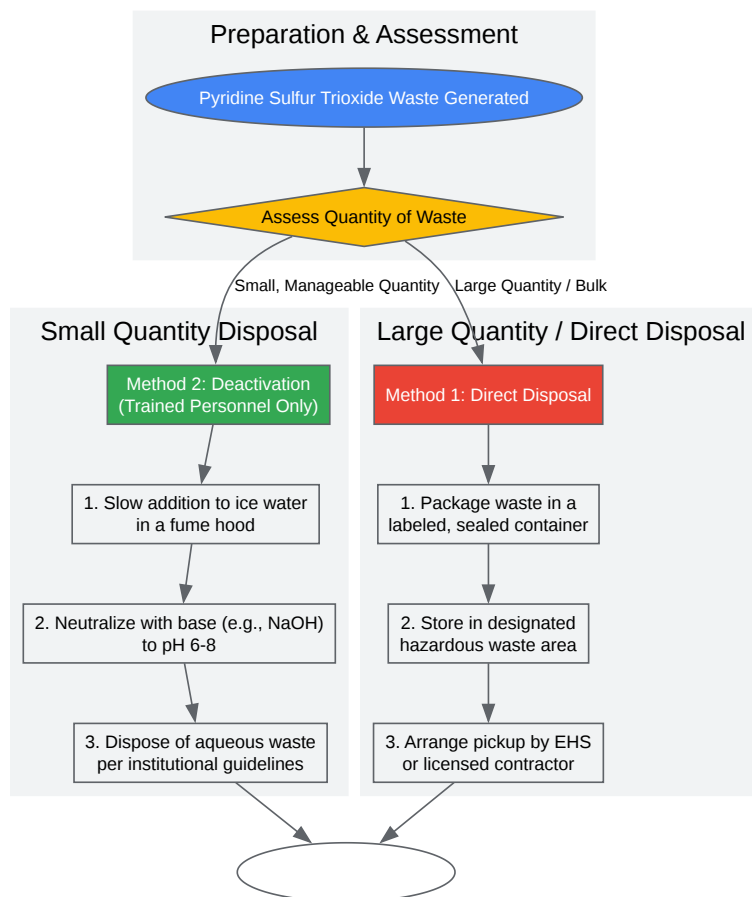 Preparation & Assessment
Pyridine Sulfur Trioxide Waste Generated
Assess Quantity of Waste
Small, Manageable Quantity
Large Quantity / Bulk
Small Quantity Disposal
Method 2: Deactivation
(Trained Personnel Only)
1. Slow addition to ice water
in a fume hood
2. Neutralize with base (e.g., NaOH)
to pH 6-8
3. Dispose of aqueous waste
per institutional guidelines
Large Quantity / Direct Disposal
Method 1: Direct Disposal
1. Package waste in a
labeled, sealed container
2. Store in designated
hazardous waste area
3. Arrange pickup by EHS
or licensed contractor